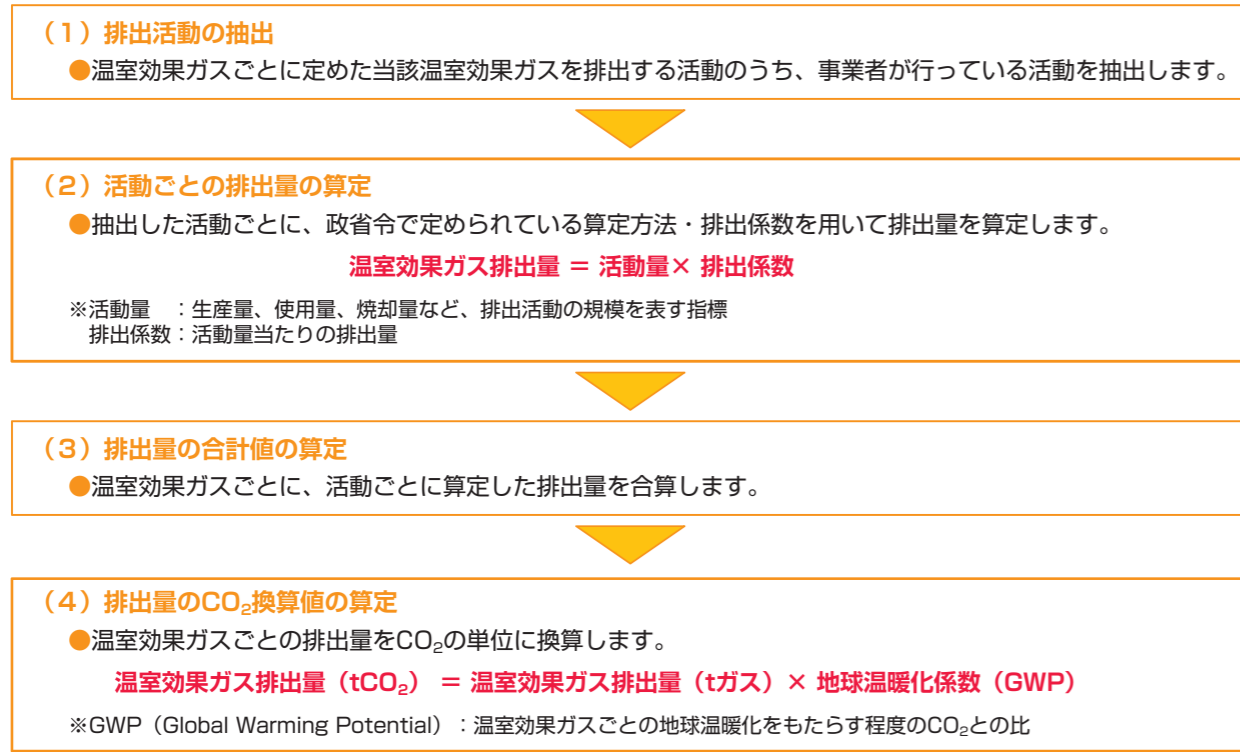 （1）排出活動の抽出
●温室効果ガスごとに定めた当該温室効果ガスを排出する活動のうち、事業者が行っている活動を抽出します。
（2）活動ごとの排出量の算定
●抽出した活動ごとに、政省令で定められている算定方法・排出係数を用いて排出量を算定します。
温室効果ガス排出量 ＝ 活動量× 排出係数
※活動量　：生産量、使用量、焼却量など、排出活動の規模を表す指標
排出係数：活動量当たりの排出量
（3）排出量の合計値の算定
●温室効果ガスごとに、活動ごとに算定した排出量を合算します。
（4）排出量のCO₂換算値の算定
●温室効果ガスごとの排出量をCO₂の単位に換算します。
温室効果ガス排出量（tCO₂） ＝ 温室効果ガス排出量（tガス）× 地球温暖化係数（GWP）
※GWP（Global Warming Potential）：温室効果ガスごとの地球温暖化をもたらす程度のCO₂との比